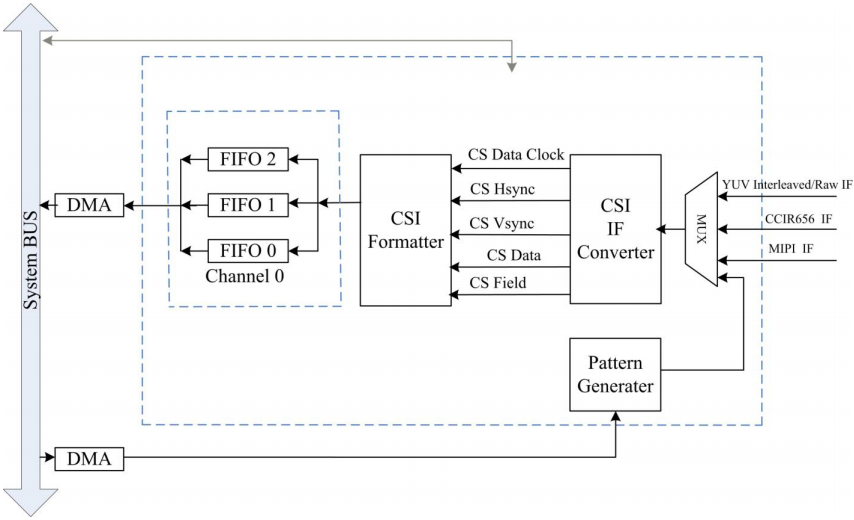 System BUS
DMA
FIFO 2
FIFO 1
FIFO 0
Channel 0
CSI
Formatter
CS Data Clock
CS Hsync
CS Vsync
CS Data
CS Field
CSI
IF
Converter
MUX
YUV Interleaved/Raw IF
CCIR656 IF
MIPI IF
Pattern
Generater
DMA